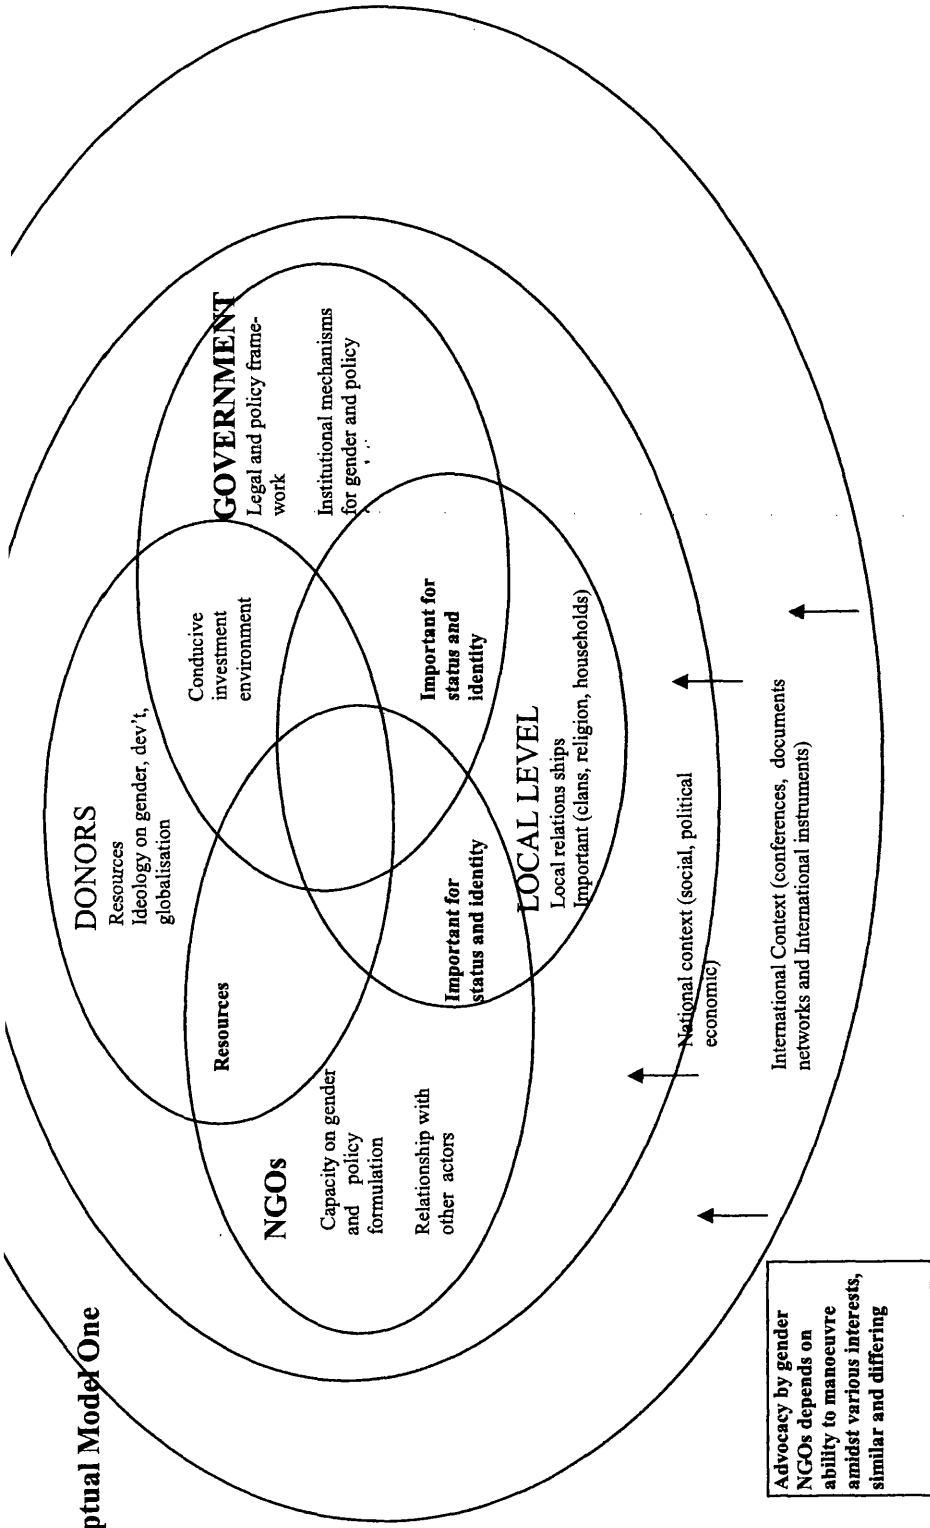 ptual Model One
DONORS
Resources
Ideology on gender, dev't,
globalisation
Resources
Conducive
investment
environment
GOVERNMENT
Legal and policy frame-
work
Institutional mechanisms
for gender and policy
NGOs
Capacity on gender
and policy
formulation
Relationship with
other actors
Important for
status and identity
Important for
status and
identity
LOCAL LEVEL
Local relations ships
Important (clans, religion, households)
National context (social, political
economic)
International Context (conferences, documents
networks and International instruments)
Advocacy by gender
NGOs depends on
ability to manoeuvre
amidst various interests,
similar and differing